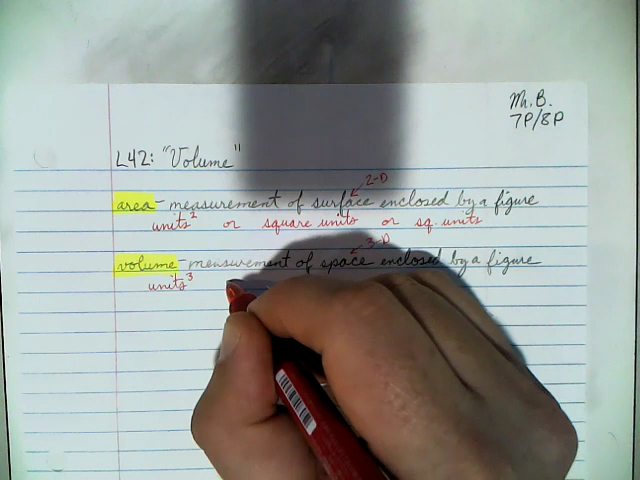 Mr. B.
7P/8P
L42: "Volume"
2-D
area - measurement of surface enclosed by a figure
units² or square units or sq. units
3-D
volume - measurement of space enclosed by a figure
units³